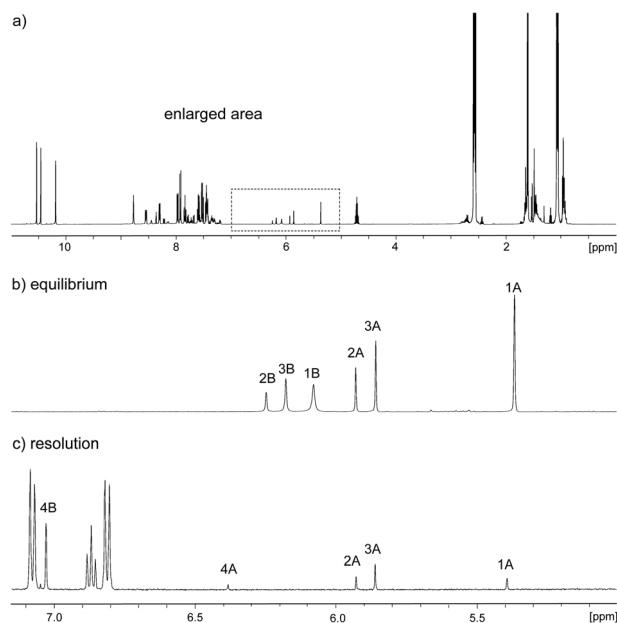 a)
enlarged area
10 8 6 4 2 [ppm]
b) equilibrium
1A
3A
2A
3B
2B 1B
c) resolution
4B
3A
2A
4A 1A
7.0 6.5 6.0 5.5 [ppm]